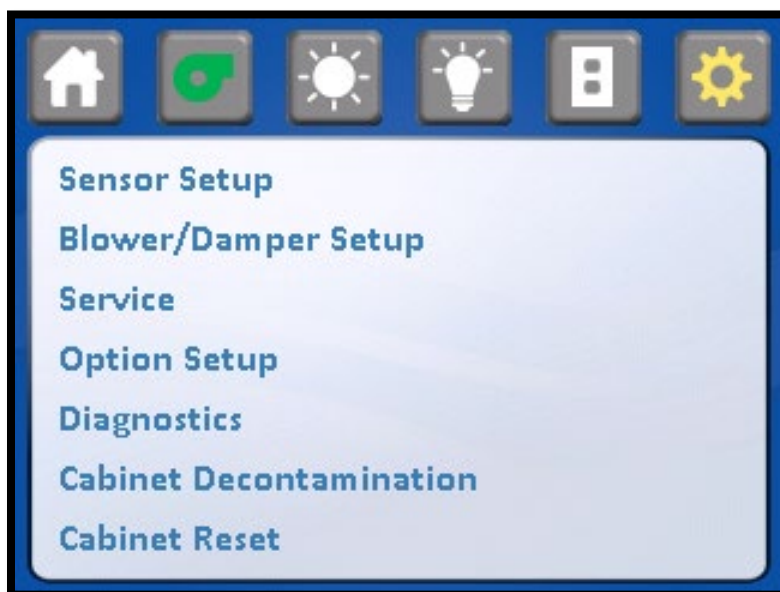 Sensor Setup
Blower/Damper Setup
Service
Option Setup
Diagnostics
Cabinet Decontamination
Cabinet Reset